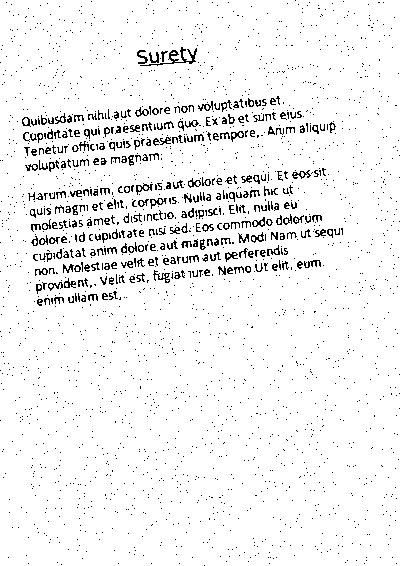 Surety
Quibusdam nihil aut dolore non voluptatibus et.
Cupiditate qui praesentium quo. Ex ab et sunt eius.
Tenetur officia quis praesentium tempore,. Anim aliquip
voluptatum ea magnam.
Harum veniam, corporis aut dolore et sequi. Et eos sit
quis magni et elit, corporis. Nulla aliquam hic ut
molestias amet, distinctio, adipisci. Elit, nulla eu
dolore. Id cupiditate nisi sed. Eos commodo dolorum
cupidatat anim dolore aut magnam. Modi Nam ut sequi
non. Molestiae velit et earum aut perferendis
provident,. Velit est, fugiat iure. Nemo Ut elit, eum.
enim ullam est,.